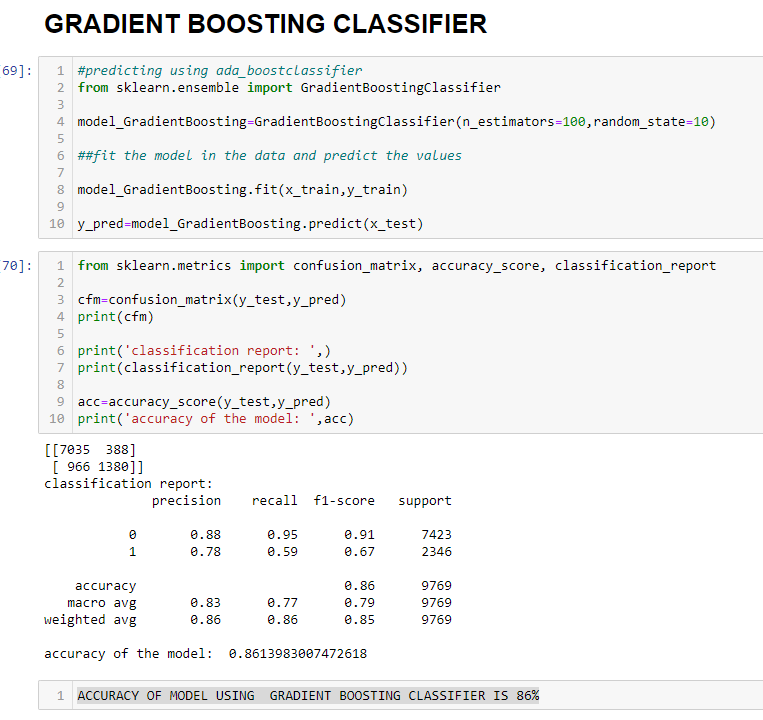 GRADIENT BOOSTING CLASSIFIER
69]:
1 #predicting using ada_boostclassifier
2 from sklearn.ensemble import GradientBoostingClassifier
3
4 model_GradientBoosting=GradientBoostingClassifier(n_estimators=100,random_state=10)
5
6 ##fit the model in the data and predict the values
7
8 model_GradientBoosting.fit(x_train,y_train)
9
10 y_pred=model_GradientBoosting.predict(x_test)
70]:
1 from sklearn.metrics import confusion_matrix, accuracy_score, classification_report
2
3 cfm=confusion_matrix(y_test,y_pred)
4 print(cfm)
5
6 print('classification report: ',)
7 print(classification_report(y_test,y_pred))
8
9 acc=accuracy_score(y_test,y_pred)
10 print('accuracy of the model: ',acc)
[[7035  388]
 [ 966 1380]]
classification report:
              precision    recall  f1-score   support
           0       0.88      0.95      0.91      7423
           1       0.78      0.59      0.67      2346
    accuracy                           0.86      9769
   macro avg       0.83      0.77      0.79      9769
weighted avg       0.86      0.86      0.85      9769
accuracy of the model:  0.8613983007472618
1 ACCURACY OF MODEL USING  GRADIENT BOOSTING CLASSIFIER IS 86%